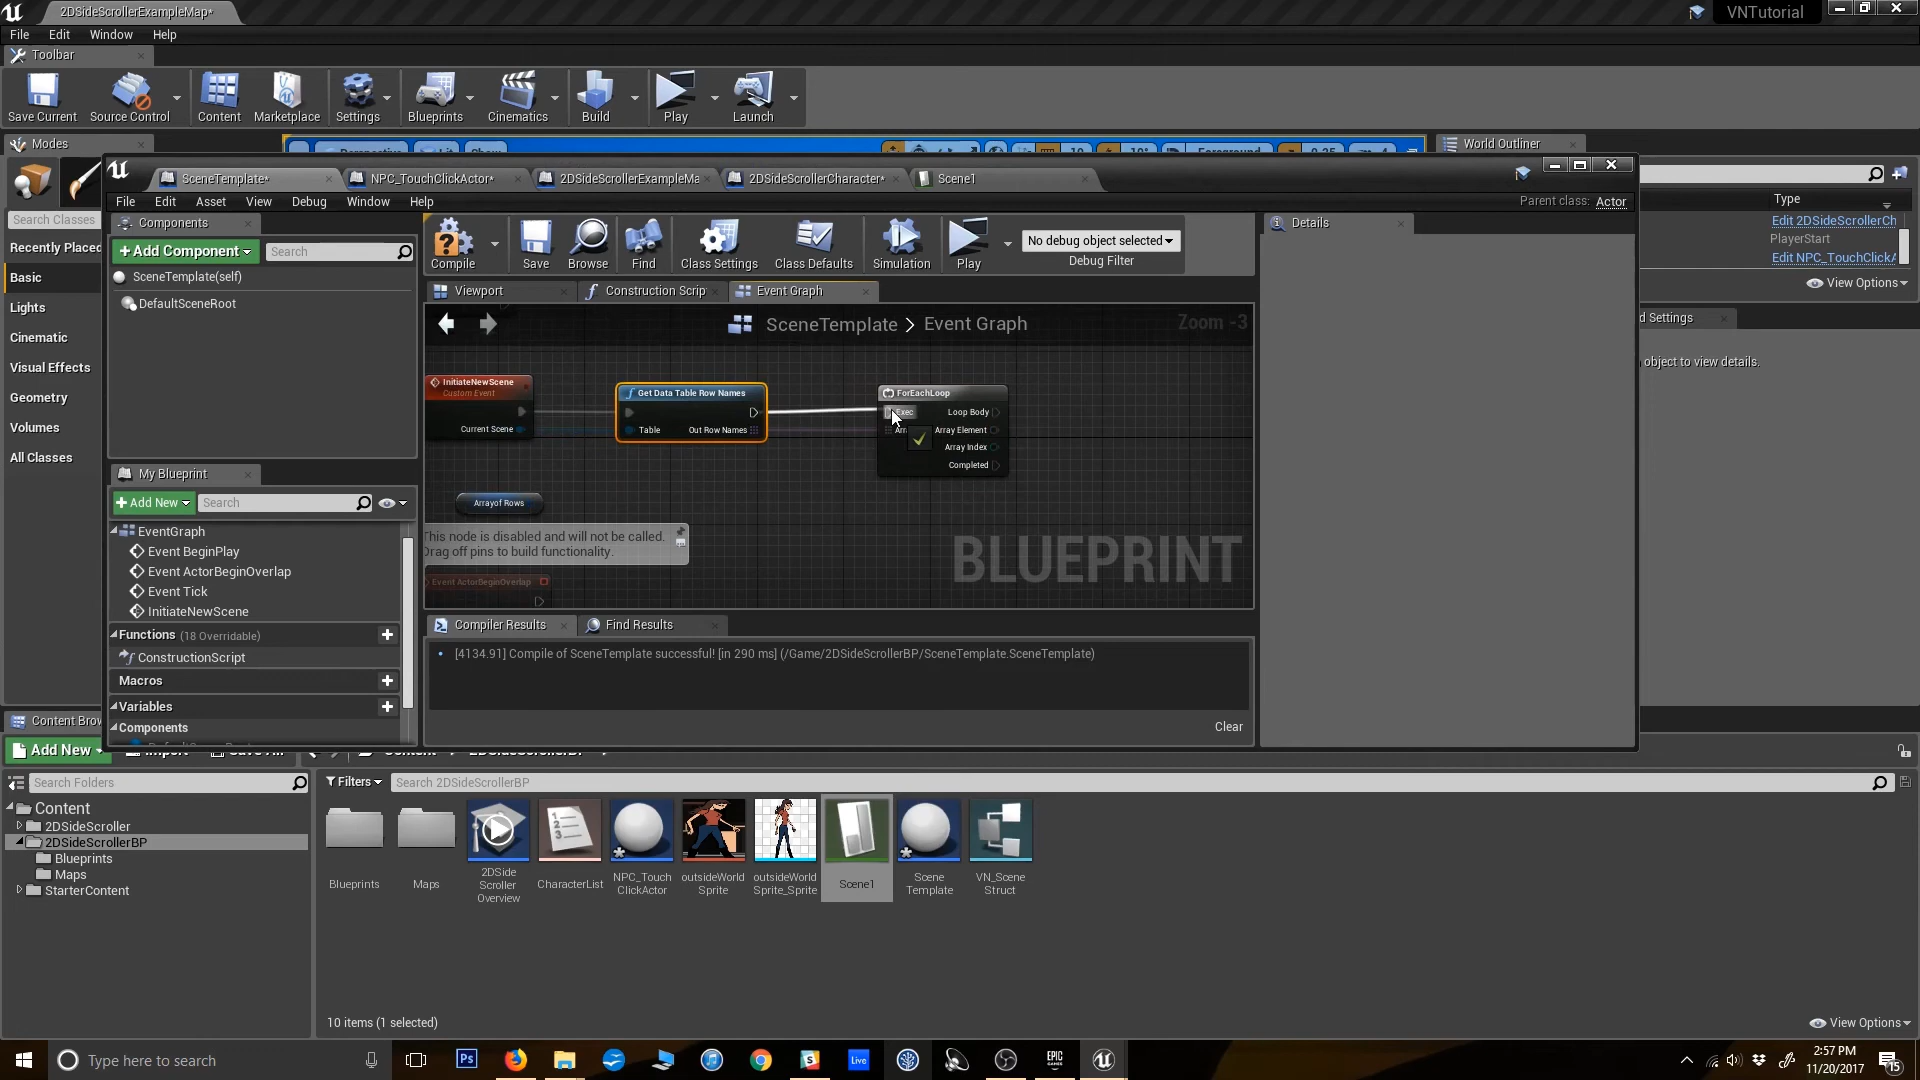 2DSideScrollerExampleMap*
VNTutorial
File Edit Window Help
Toolbar
Save Current Source Control Content Marketplace Settings Blueprints Cinematics Build Play Launch
Modes
World Outliner
Search Classes
Recently Placed
Basic
Lights
Cinematic
Visual Effects
Geometry
Volumes
All Classes
Type
Edit 2DSideScrollerCh
PlayerStart
Edit NPC_TouchClickA
View Options
d Settings
object to view details.
SceneTemplate* NPC_TouchClickActor* 2DSideScrollerExampleMa 2DSideScrollerCharacter* Scene1
File Edit Asset View Debug Window Help
Parent class: Actor
Components
+Add Component Search
SceneTemplate(self)
DefaultSceneRoot
My Blueprint
+Add New Search
EventGraph
Event BeginPlay
Event ActorBeginOverlap
Event Tick
InitiateNewScene
Functions (18 Overridable)
ConstructionScript
Macros
Variables
Components
Compile Save Browse Find Class Settings Class Defaults Simulation Play
No debug object selected
Debug Filter
Details
Viewport Construction Scrip Event Graph
SceneTemplate > Event Graph
Zoom -3
InitiateNewScene
Custom Event
Current Scene
Get Data Table Row Names
Table Out Row Names
ForEachLoop
Exec Loop Body
Arr Array Element
Array Index
Completed
Arrayof Rows
This node is disabled and will not be called.
Drag off pins to build functionality.
Event ActorBeginOverlap
BLUEPRINT
Compiler Results Find Results
[4134.91] Compile of SceneTemplate successful! [in 290 ms] (/Game/2DSideScrollerBP/SceneTemplate.SceneTemplate)
Clear
Content Brow
Add New
Search Folders
Filters Search 2DSideScrollerBP
Content
2DSideScroller
2DSideScrollerBP
Blueprints
Maps
StarterContent
Blueprints
Maps
2DSide
Scroller
Overview
CharacterList
NPC_Touch
ClickActor
outsideWorld
Sprite
outsideWorld
Sprite_Sprite
Scene1
Scene
Template
VN_Scene
Struct
10 items (1 selected)
View Options
Type here to search
Ps
Live
EPIC
GAMES
2:57 PM
11/20/2017
15